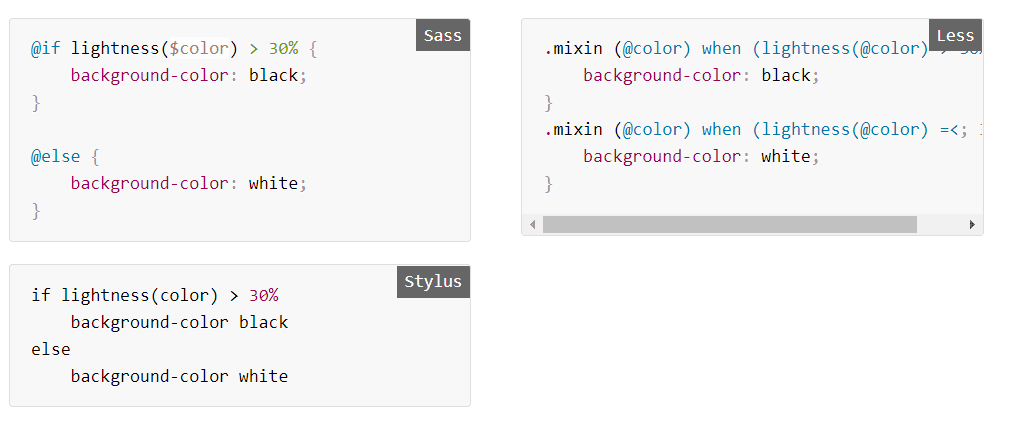 Sass
@if lightness($color) > 30% {
    background-color: black;
}
@else {
    background-color: white;
}
Less
.mixin (@color) when (lightness(@color)
    background-color: black;
}
.mixin (@color) when (lightness(@color) =<;
    background-color: white;
}
Stylus
if lightness(color) > 30%
    background-color black
else
    background-color white